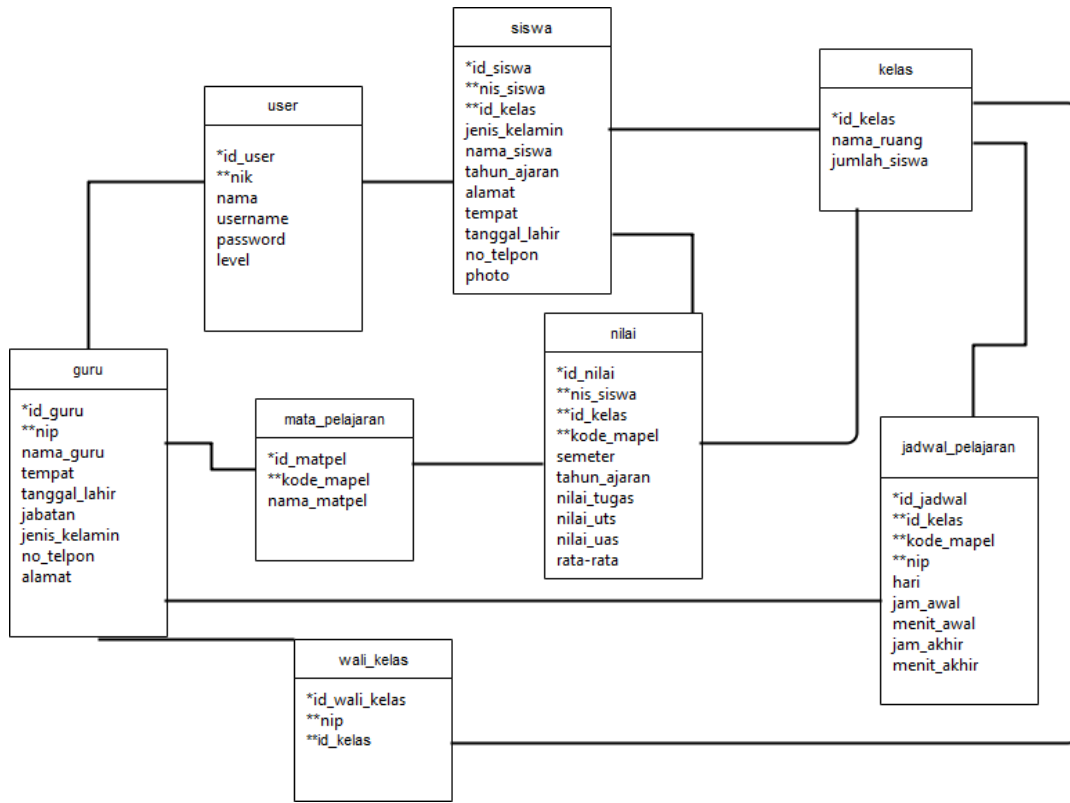 siswa
*id_siswa
**nis_siswa
**id_kelas
jenis_kelamin
nama_siswa
tahun_ajaran
alamat
tempat
tanggal_lahir
no_telpon
photo
kelas
*id_kelas
nama_ruang
jumlah_siswa
user
*id_user
**nik
nama
username
password
level
guru
*id_guru
**nip
nama_guru
tempat
tanggal_lahir
jabatan
jenis_kelamin
no_telpon
alamat
mata_pelajaran
*id_matpel
**kode_mapel
nama_matpel
nilai
*id_nilai
**nis_siswa
**id_kelas
**kode_mapel
semeter
tahun_ajaran
nilai_tugas
nilai_uts
nilai_uas
rata-rata
jadwal_pelajaran
*id_jadwal
**id_kelas
**kode_mapel
**nip
hari
jam_awal
menit_awal
jam_akhir
menit_akhir
wali_kelas
*id_wali_kelas
**nip
**id_kelas